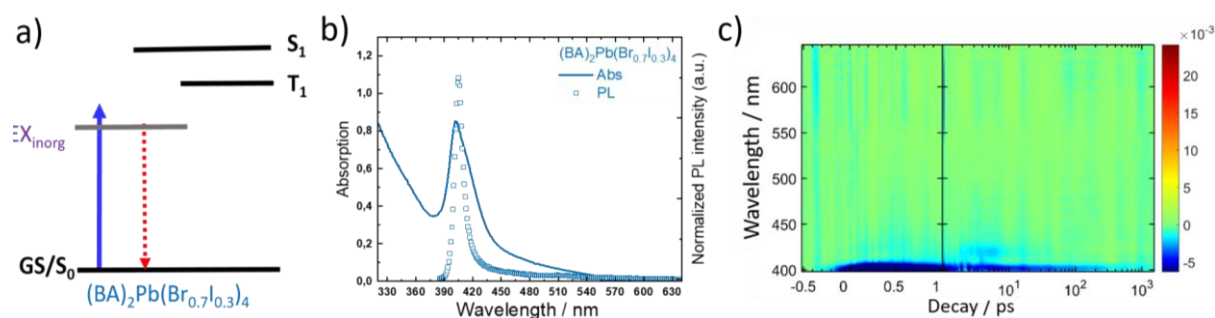 a)
S₁
T₁
EX_inorg
GS/S₀
(BA)₂Pb(Br₀.₇I₀.₃)₄
b)
1,2
1,0
0,8
0,6
0,4
0,2
0,0
Absorption
(BA)₂Pb(Br₀.₇I₀.₃)₄
Abs
PL
Normalized PL intensity (a.u.)
330 390 420 450 480 510 540 570 600 630
Wavelength / nm
c)
600
550
500
450
400
Wavelength / nm
-0.5 0 0.5 1 10 10² 10³
Decay / ps
×10⁻³
20
15
10
5
0
-5